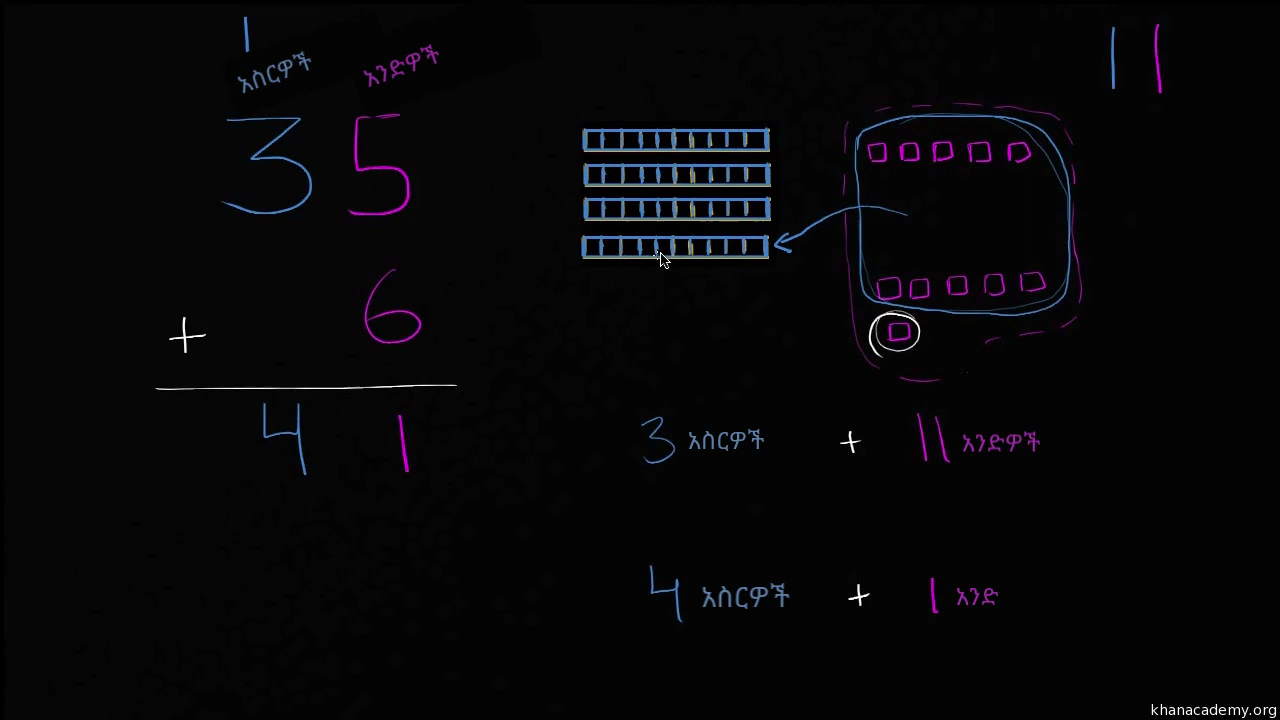 1
አስርዎች አንድዎች
11
35
+ 6
41
3 አስርዎች + 11 አንድዎች
4 አስርዎች + 1 አንድ
khanacademy.org